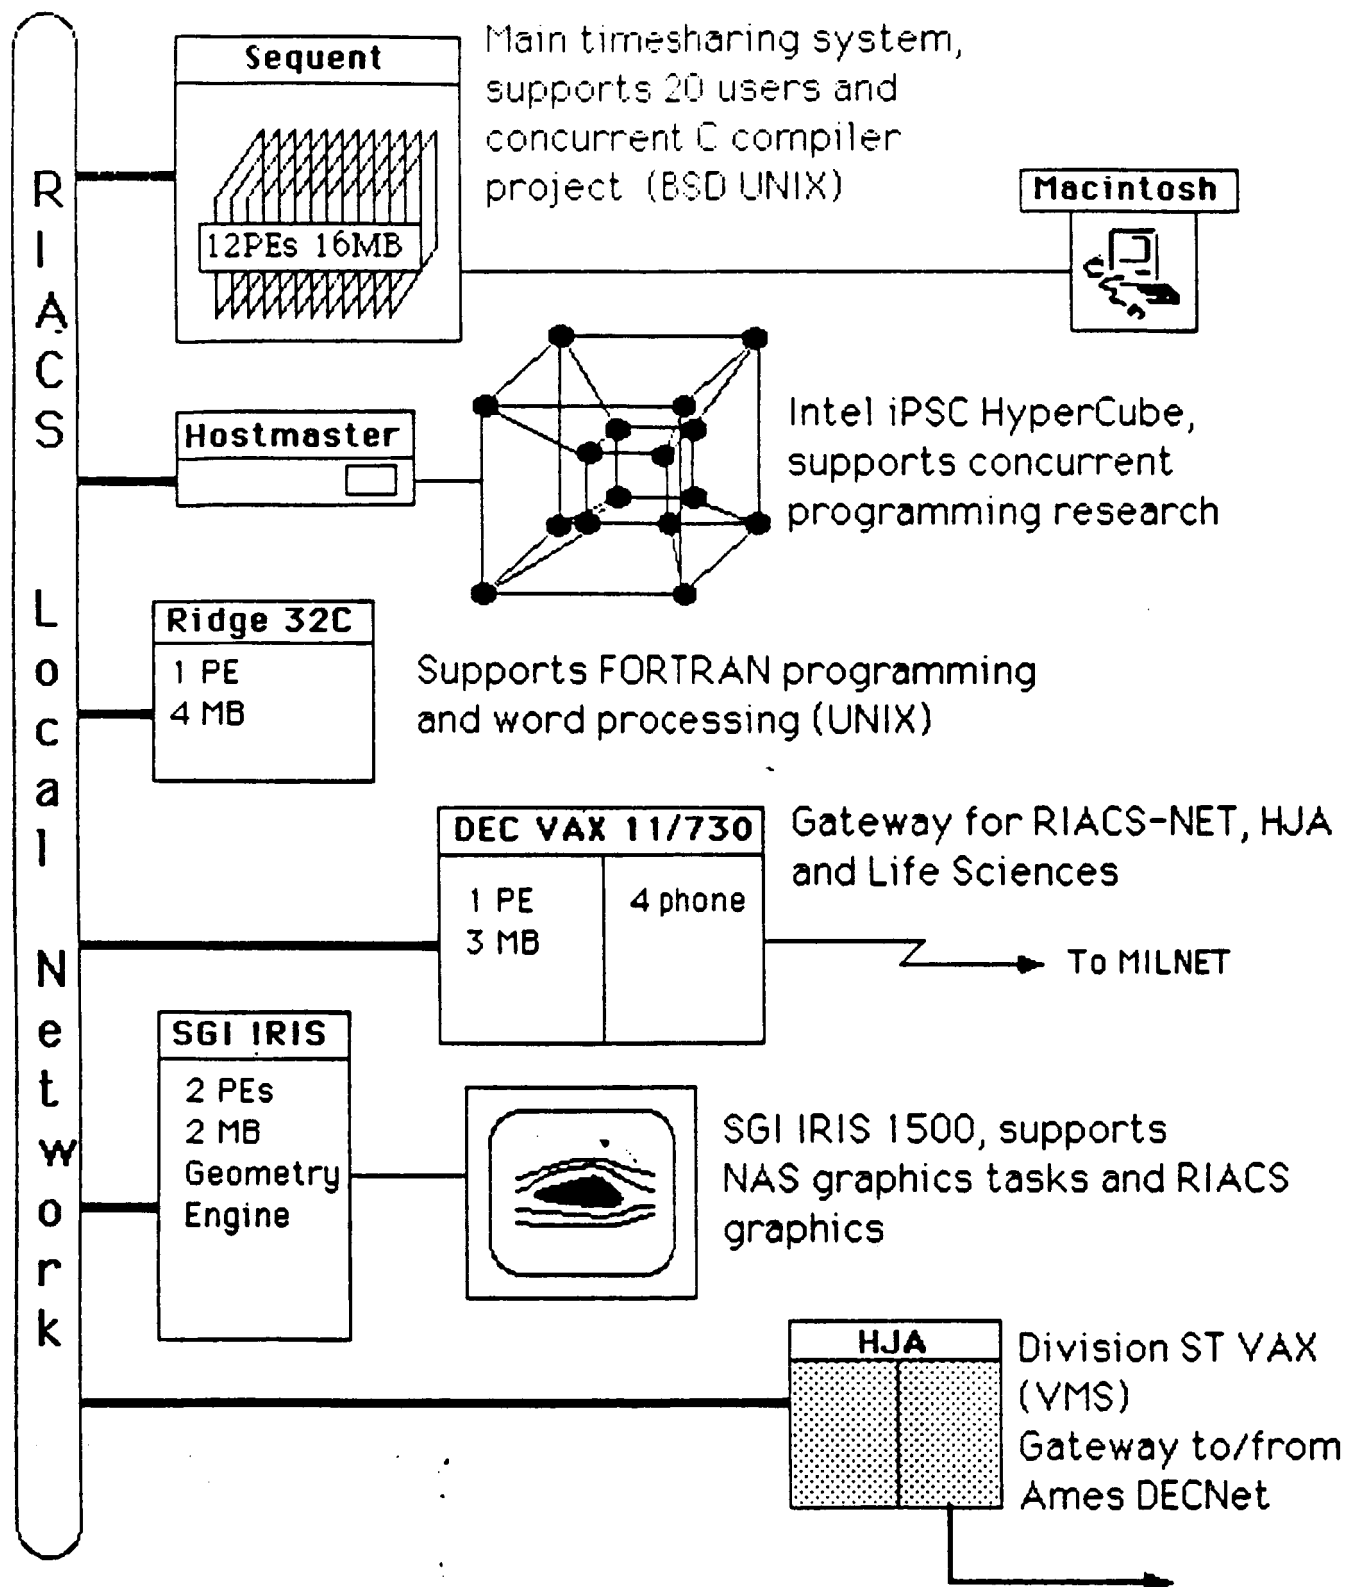 RIACS Local Network
Sequent
12PEs 16MB
Main timesharing system,
supports 20 users and
concurrent C compiler
project (BSD UNIX)
Macintosh
Hostmaster
Intel iPSC HyperCube,
supports concurrent
programming research
Ridge 32C
1 PE
4 MB
Supports FORTRAN programming
and word processing (UNIX)
DEC VAX 11/730
1 PE
3 MB
4 phone
Gateway for RIACS-NET, HJA
and Life Sciences
To MILNET
SGI IRIS
2 PEs
2 MB
Geometry
Engine
SGI IRIS 1500, supports
NAS graphics tasks and RIACS
graphics
HJA
Division ST VAX
(VMS)
Gateway to/from
Ames DECNet